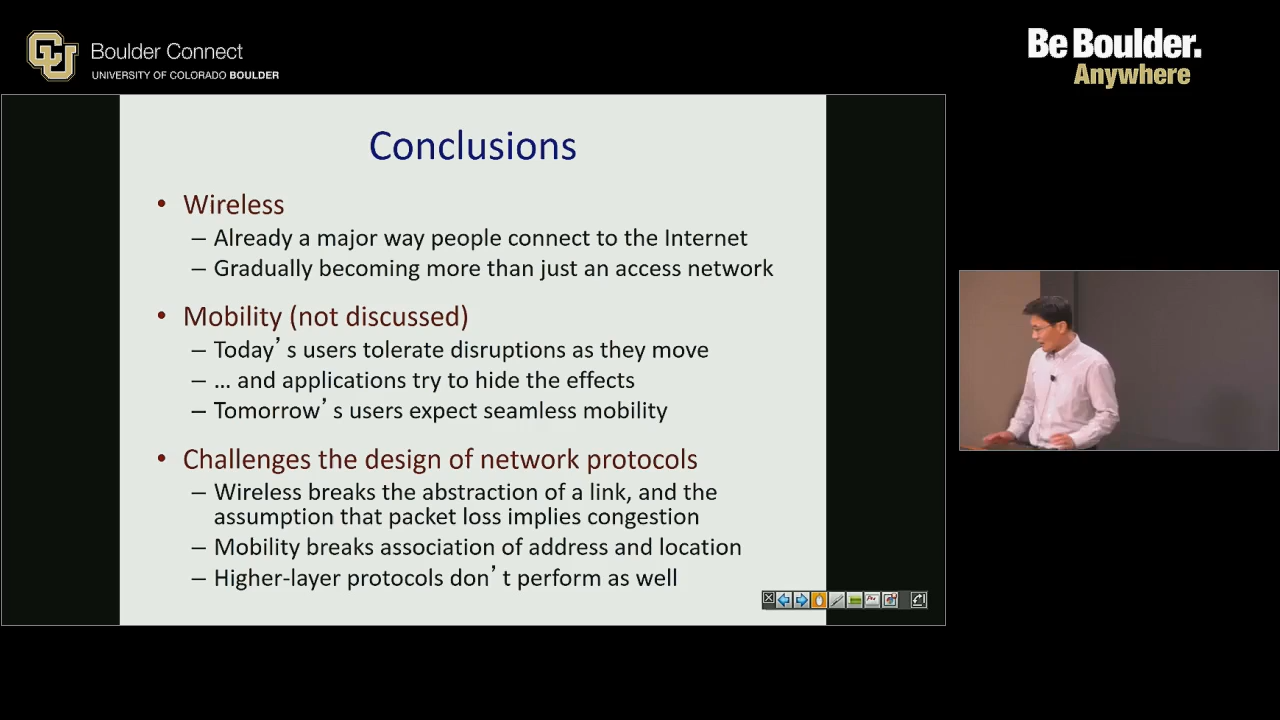 Boulder Connect
UNIVERSITY OF COLORADO BOULDER
Be Boulder.
Anywhere
Conclusions
• Wireless
– Already a major way people connect to the Internet
– Gradually becoming more than just an access network
• Mobility (not discussed)
– Today’s users tolerate disruptions as they move
– … and applications try to hide the effects
– Tomorrow’s users expect seamless mobility
• Challenges the design of network protocols
– Wireless breaks the abstraction of a link, and the
assumption that packet loss implies congestion
– Mobility breaks association of address and location
– Higher-layer protocols don’t perform as well